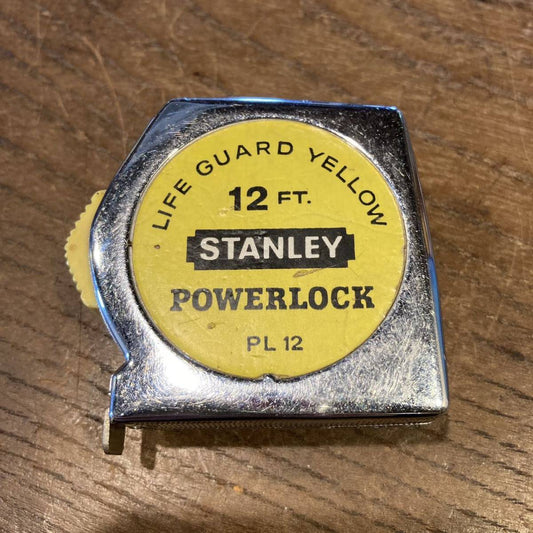 LIFE GUARD YELLOW
12 FT.
STANLEY
POWERLOCK
PL 12